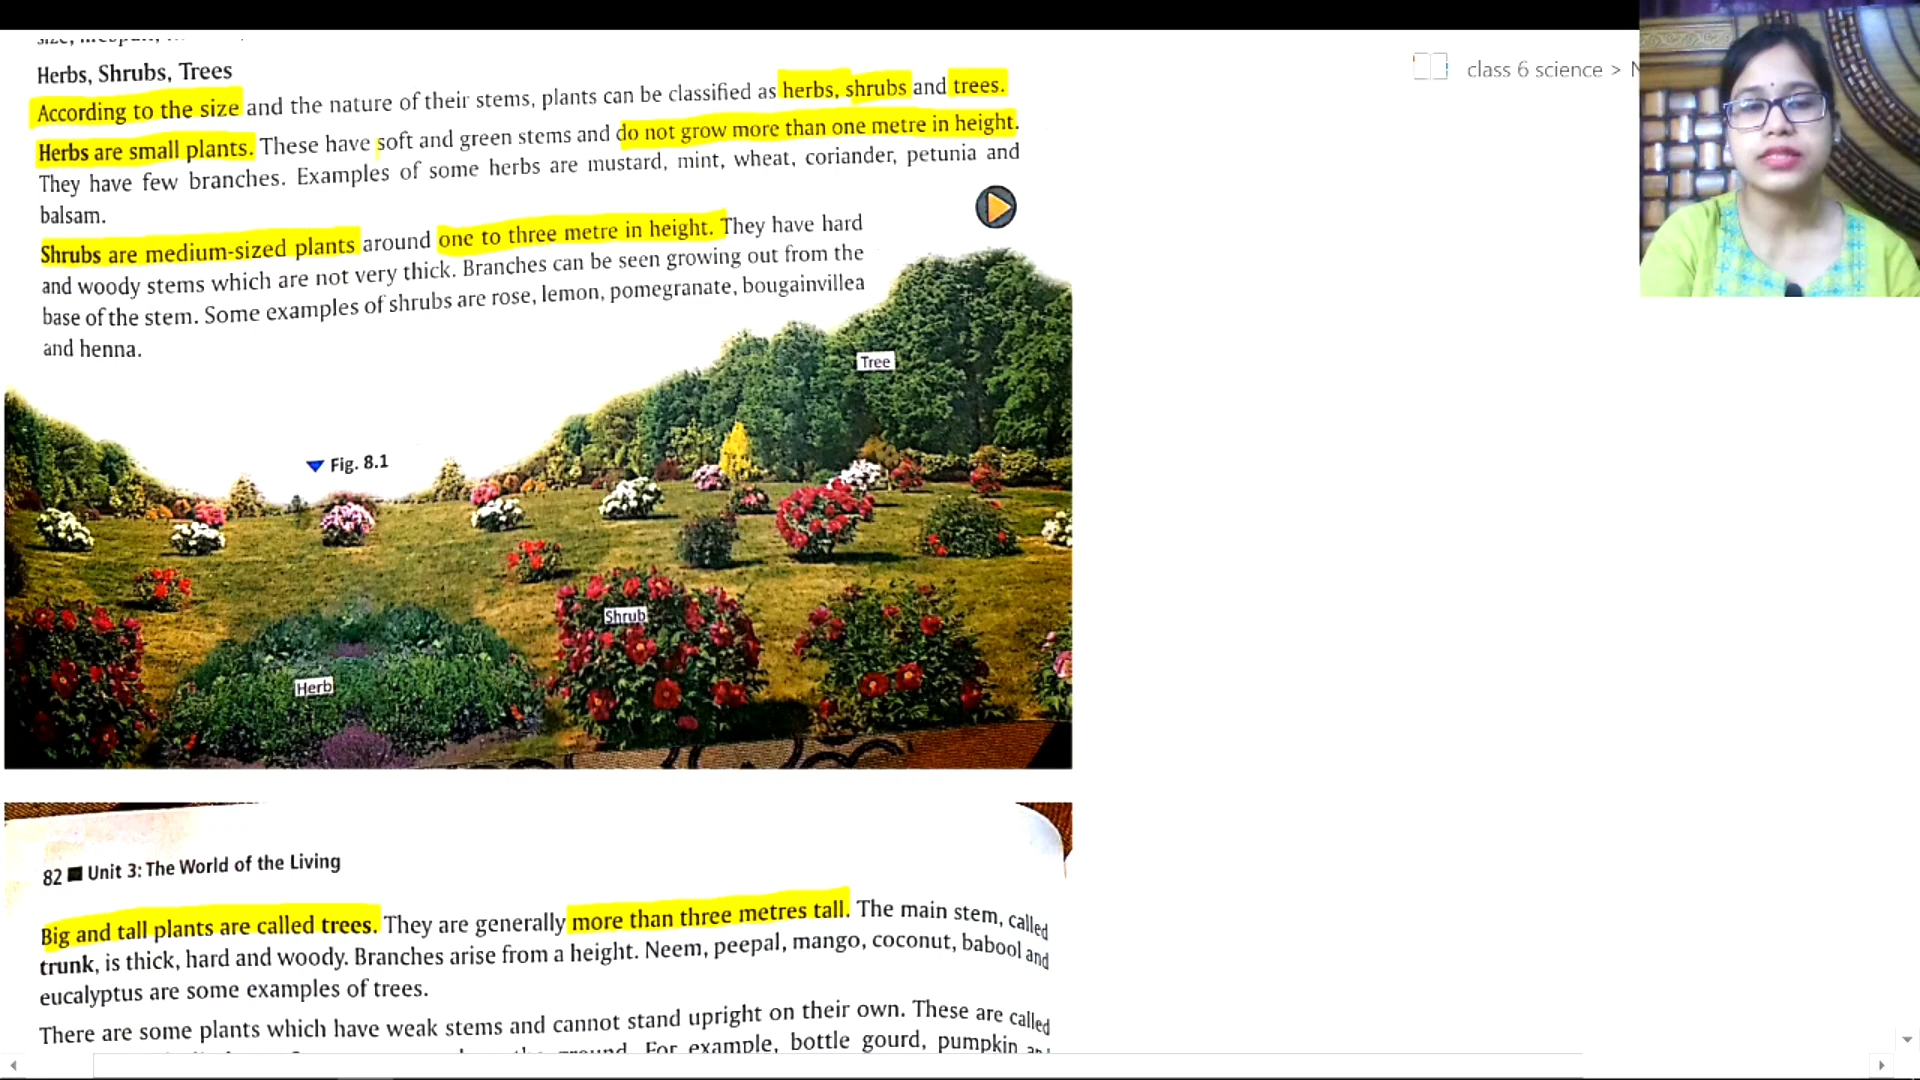 Herbs, Shrubs, Trees
According to the size and the nature of their stems, plants can be classified as herbs, shrubs and trees.
Herbs are small plants. These have soft and green stems and do not grow more than one metre in height.
They have few branches. Examples of some herbs are mustard, mint, wheat, coriander, petunia and
balsam.
Shrubs are medium-sized plants around one to three metre in height. They have hard
and woody stems which are not very thick. Branches can be seen growing out from the
base of the stem. Some examples of shrubs are rose, lemon, pomegranate, bougainvillea
and henna.
Tree
Fig. 8.1
Shrub
Herb
82 Unit 3: The World of the Living
Big and tall plants are called trees. They are generally more than three metres tall. The main stem, called
trunk, is thick, hard and woody. Branches arise from a height. Neem, peepal, mango, coconut, babool and
eucalyptus are some examples of trees.
There are some plants which have weak stems and cannot stand upright on their own. These are called
For example, bottle gourd, pumpkin
class 6 science >